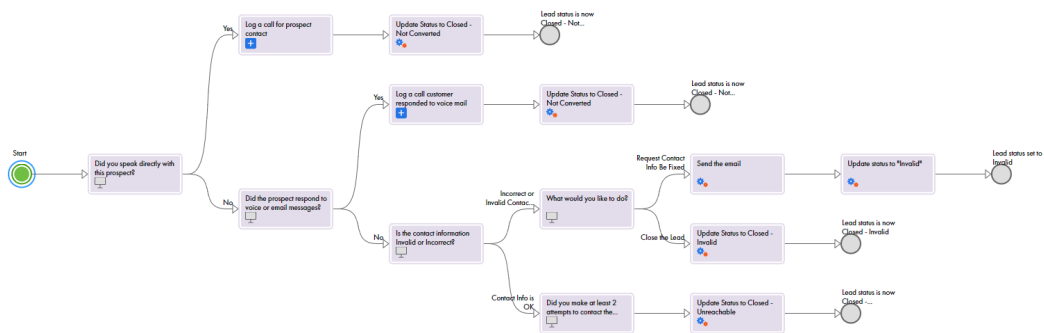 Yes
Log a call for prospect
contact
Update Status to Closed -
Not Converted
Lead status is now
Closed - Not...
Yes
Log a call customer
responded to voice mail
Update Status to Closed -
Not Converted
Lead status is now
Closed - Not...
Start
Did you speak directly with
this prospect?
No
Did the prospect respond to
voice or email messages?
No
Is the contact information
Invalid or Incorrect?
Incorrect or
Invalid Contac...
What would you like to do?
Request Contact
Info Be Fixed
Send the email
Update status to "Invalid"
Lead status set to
Invalid
Close the Lead
Update Status to Closed -
Invalid
Lead status is now
Closed - Invalid
Contact Info is
OK
Did you make at least 2
attempts to contact the...
Update Status to Closed -
Unreachable
Lead status is now
Closed -...